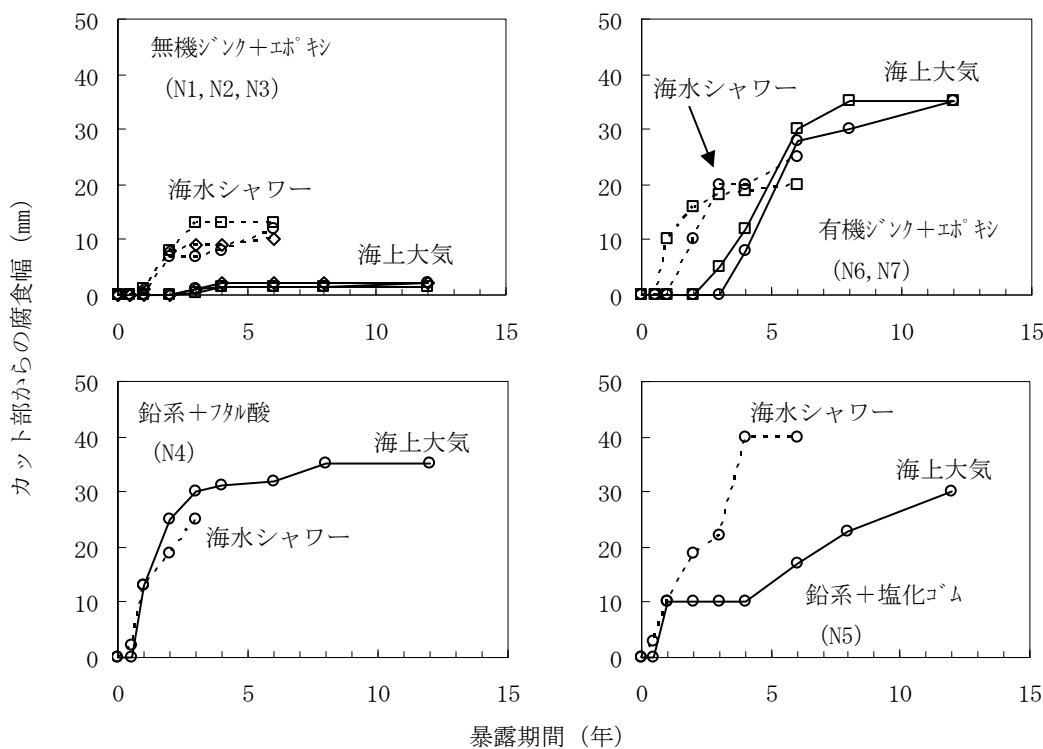 カット部からの腐食幅 (mm)
50
40
30
20
10
0
無機ｼﾞﾝｸ＋ｴﾎﾟｷｼ
(N1,N2,N3)
海水シャワー
海上大気
0 5 10 15
50
40
30
20
10
0
海水シャワー
海上大気
有機ｼﾞﾝｸ＋ｴﾎﾟｷｼ
(N6,N7)
0 5 10 15
50
40
30
20
10
0
鉛系＋ﾌﾀﾙ酸
(N4)
海上大気
海水シャワー
0 5 10 15
50
40
30
20
10
0
海水シャワー
海上大気
鉛系＋塩化ｺﾞﾑ
(N5)
0 5 10 15
暴露期間 (年)